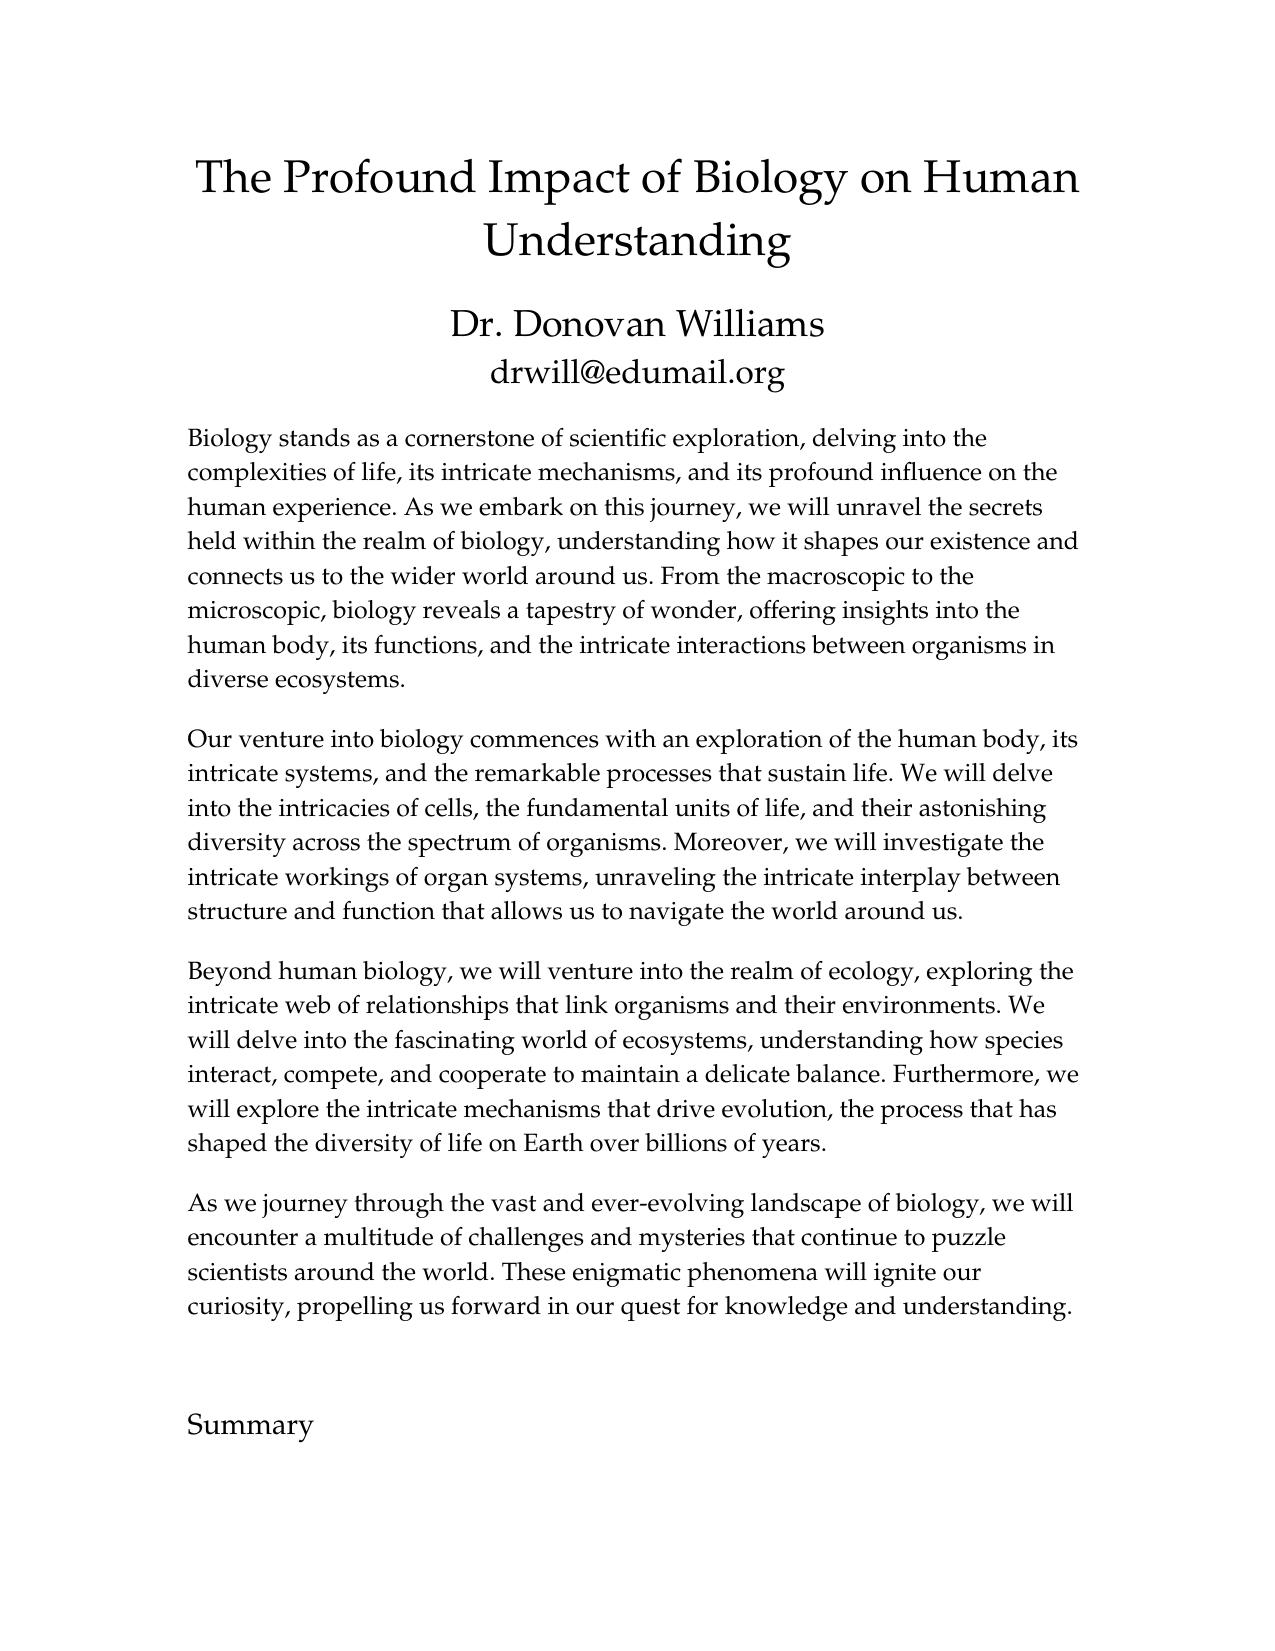 The Profound Impact of Biology on Human
Understanding
Dr. Donovan Williams
drwill@edumail.org
Biology stands as a cornerstone of scientific exploration, delving into the
complexities of life, its intricate mechanisms, and its profound influence on the
human experience. As we embark on this journey, we will unravel the secrets
held within the realm of biology, understanding how it shapes our existence and
connects us to the wider world around us. From the macroscopic to the
microscopic, biology reveals a tapestry of wonder, offering insights into the
human body, its functions, and the intricate interactions between organisms in
diverse ecosystems.
Our venture into biology commences with an exploration of the human body, its
intricate systems, and the remarkable processes that sustain life. We will delve
into the intricacies of cells, the fundamental units of life, and their astonishing
diversity across the spectrum of organisms. Moreover, we will investigate the
intricate workings of organ systems, unraveling the intricate interplay between
structure and function that allows us to navigate the world around us.
Beyond human biology, we will venture into the realm of ecology, exploring the
intricate web of relationships that link organisms and their environments. We
will delve into the fascinating world of ecosystems, understanding how species
interact, compete, and cooperate to maintain a delicate balance. Furthermore, we
will explore the intricate mechanisms that drive evolution, the process that has
shaped the diversity of life on Earth over billions of years.
As we journey through the vast and ever-evolving landscape of biology, we will
encounter a multitude of challenges and mysteries that continue to puzzle
scientists around the world. These enigmatic phenomena will ignite our
curiosity, propelling us forward in our quest for knowledge and understanding.
Summary